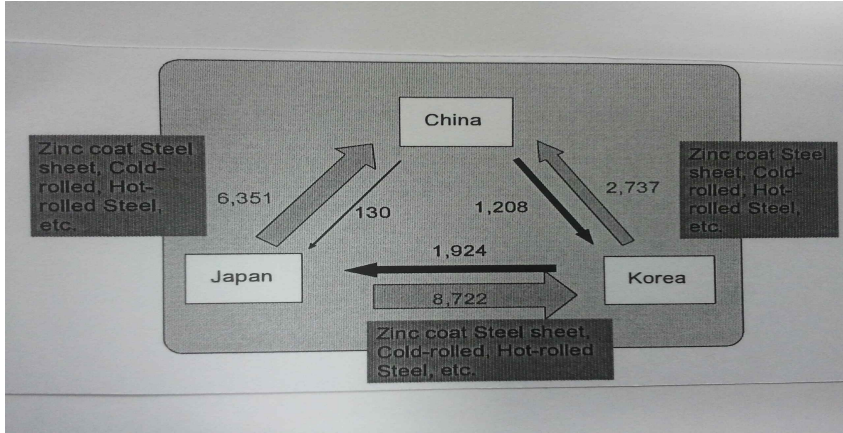 China
Zinc coat Steel
sheet, Cold-
rolled, Hot-
rolled Steel,
etc.
6,351
130
1,208
2,737
Zinc coat Steel
sheet, Cold-
rolled, Hot-
rolled Steel,
etc.
Japan
1,924
8,722
Korea
Zinc coat Steel sheet,
Cold-rolled, Hot-rolled
Steel, etc.